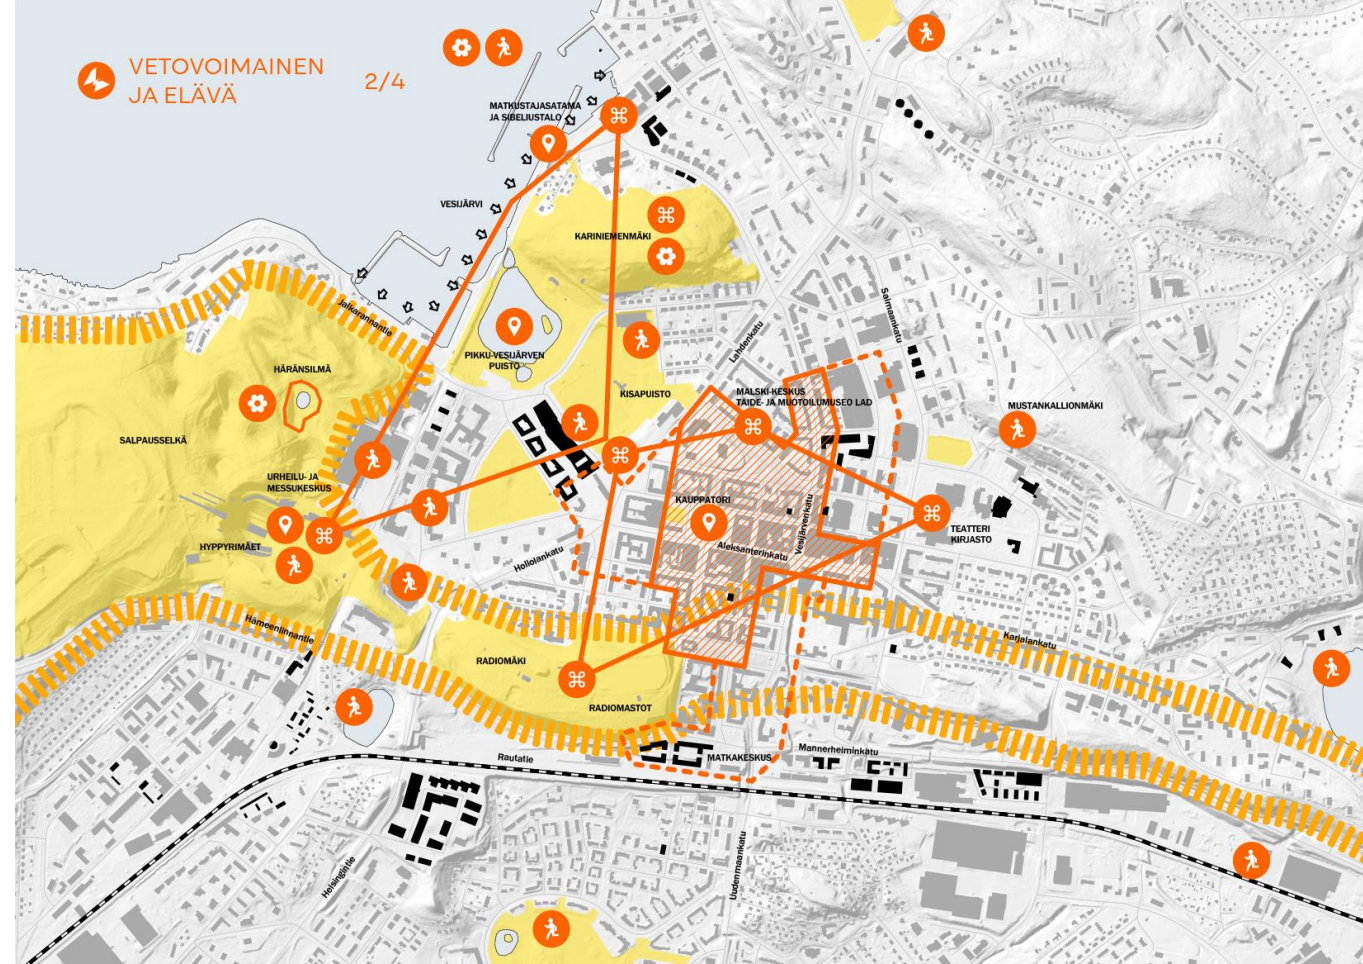 VETOVOIMAINEN
JA ELÄVÄ
2/4
MATKUSTAJASATAMA
JA SIBELIUSTALO
VESIJÄRVI
KARINIEMENMÄKI
Jalkarannantie
Saimaankatu
Lahdenkatu
PIKKU-VESIJÄRVEN
PUISTO
HÄRÄNSILMÄ
KISAPUISTO
MALSKI-KESKUS
TAIDE- JA MUOTOILUMUSEO LAD
MUSTANKALLIONMÄKI
SALPAUSSELKÄ
URHEILU- JA
MESSUKESKUS
KAUPPATORI
Vesijärvenkatu
TEATTERI
KIRJASTO
HYPPYRIMÄET
Aleksanterinkatu
Hollolankatu
Hämeenlinnantie
Karjalankatu
RADIOMÄKI
RADIOMASTOT
Rautatie
MATKAKESKUS
Mannerheiminkatu
Helsingintie
Uudenmaankatu